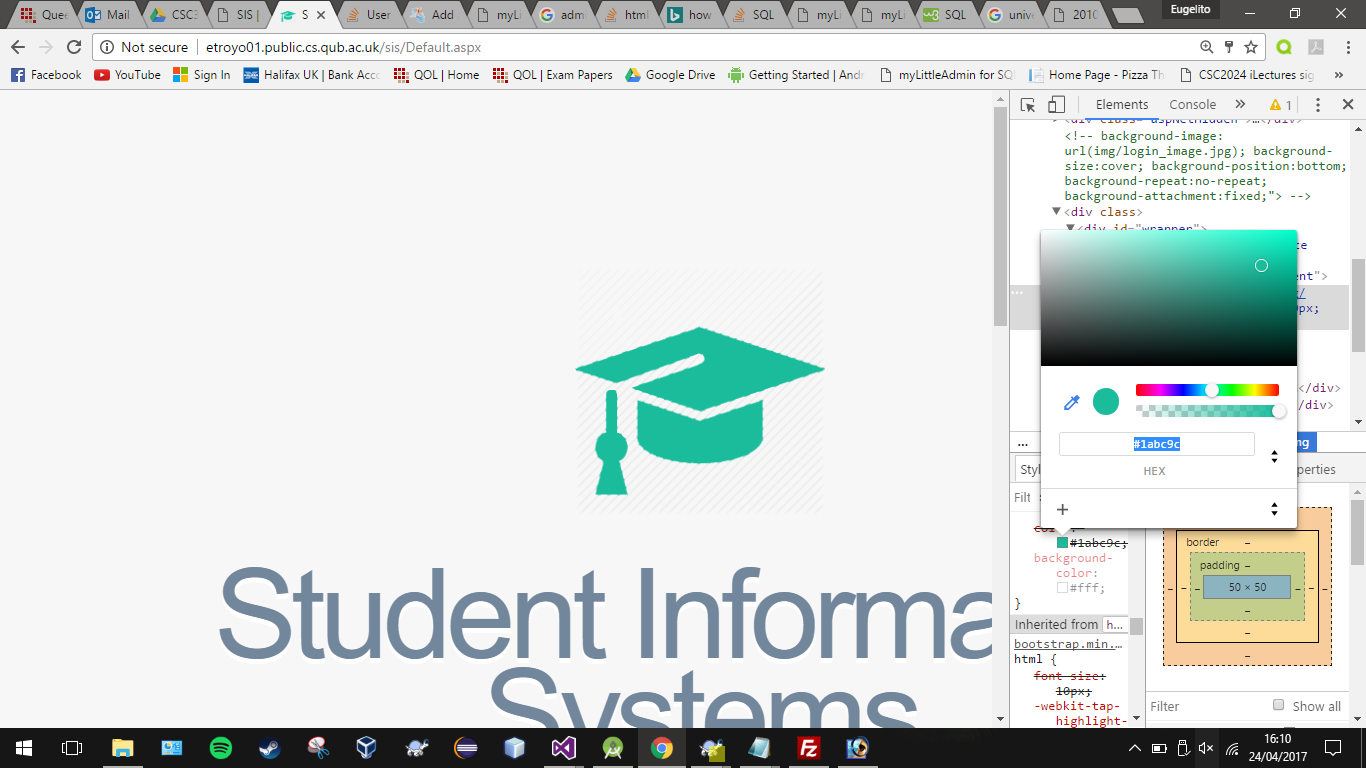 Eugelito
Quee
Mail
CSC3
SIS |
S
User
Add
myLi
adm
html
how
SQL
myLi
myLi
SQL
unive
2010
Not secure
etroyo01.public.cs.qub.ac.uk/sis/Default.aspx
Facebook
YouTube
Sign In
Halifax UK | Bank Acc
QOL | Home
QOL | Exam Papers
Google Drive
Getting Started | And
myLittleAdmin for SQ
Home Page - Pizza Th
CSC2024 iLectures sig
»
Elements
Console
»
1
<div class="aspNetHidden">…</div>
<!-- background-image:
url(img/login_image.jpg); background-
size:cover; background-position:bottom;
background-repeat:no-repeat;
background-attachment:fixed;"> -->
<div class>
<div id="wrapper">
te
ent">
/
px;
</div>
/div>
#1abc9c
HEX
+
...
ng
Styl
perties
Filt
color:
#1abc9c;
background-
color:
#fff;
}
Inherited from h…
bootstrap.min.…
html {
font-size:
10px;
-webkit-tap-
highlight-
border
–
padding –
50 × 50
–
–
–
Filter
Show all
Student Informa
Systems
16:10
24/04/2017